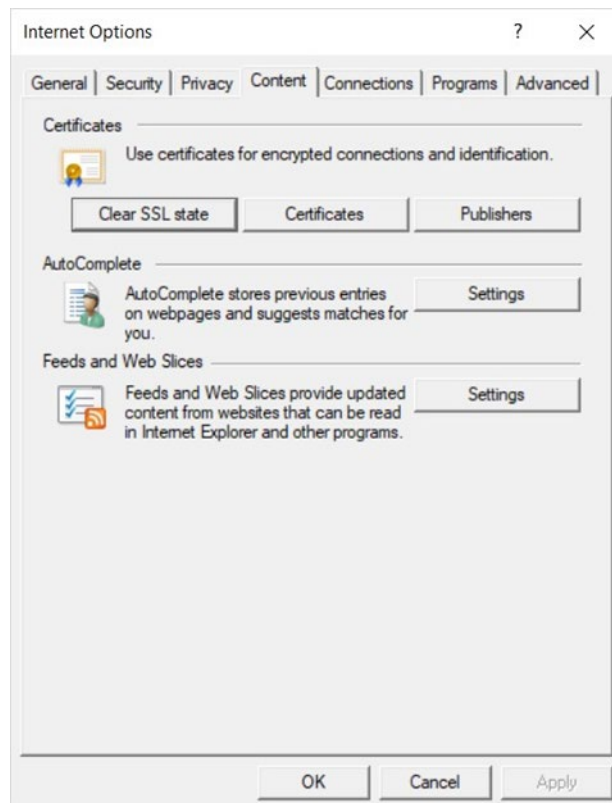 Internet Options ?
General Security Privacy Content Connections Programs Advanced
Certificates
Use certificates for encrypted connections and identification.
Clear SSL state Certificates Publishers
AutoComplete
AutoComplete stores previous entries
on webpages and suggests matches for
you.
Settings
Feeds and Web Slices
Feeds and Web Slices provide updated
content from websites that can be read
in Internet Explorer and other programs.
Settings
OK Cancel Apply